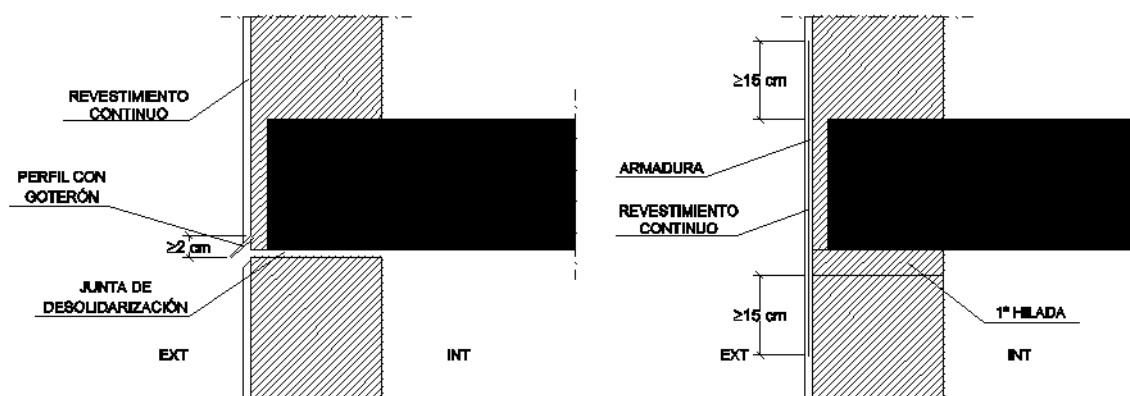 REVESTIMIENTO
CONTINUO
PERFIL CON
GOTERÓN
≥2 cm
JUNTA DE
DESOLIDARIZACIÓN
EXT
INT
≥15 cm
ARMADURA
REVESTIMIENTO
CONTINUO
≥15 cm
1ª HILADA
EXT
INT